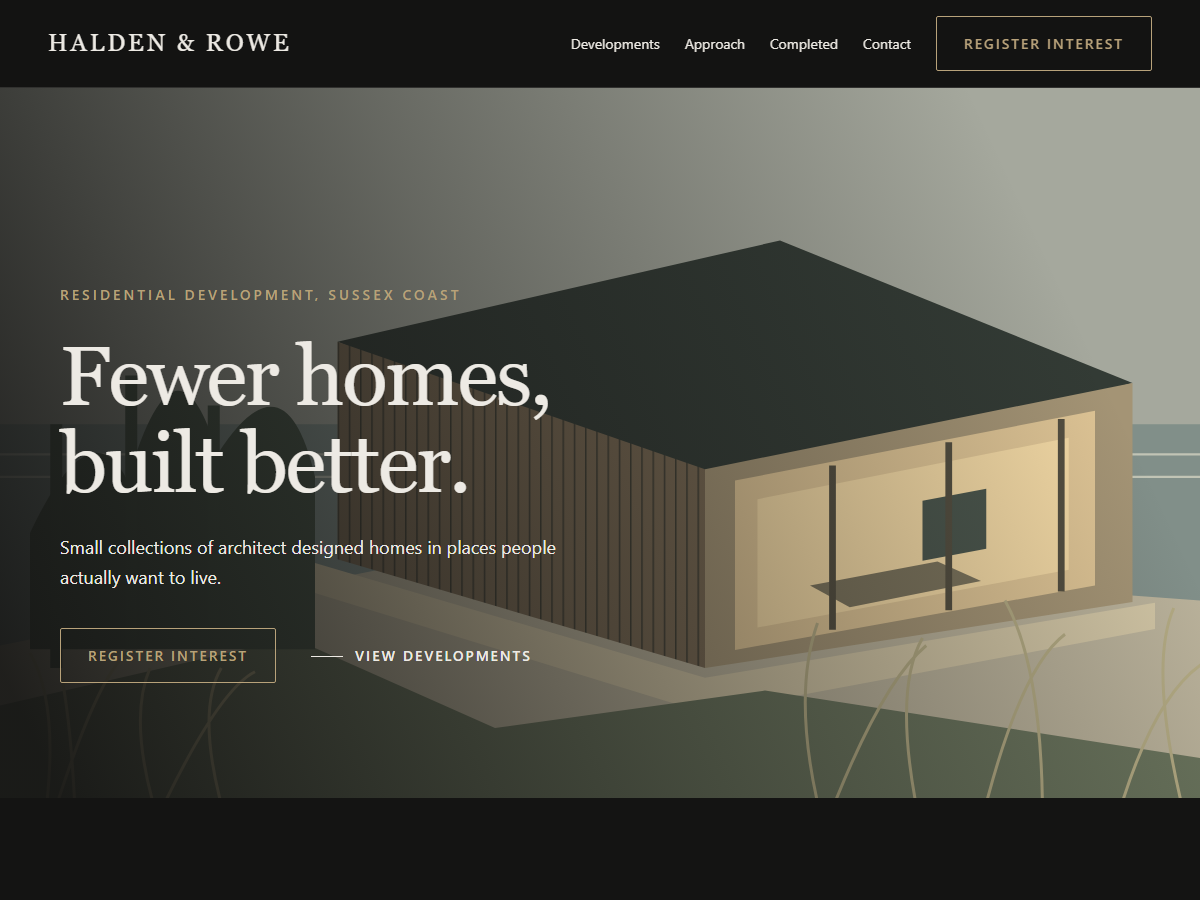 HALDEN & ROWE
Developments
Approach
Completed
Contact
REGISTER INTEREST
RESIDENTIAL DEVELOPMENT, SUSSEX COAST
Fewer homes,
built better.
Small collections of architect designed homes in places people
actually want to live.
REGISTER INTEREST
VIEW DEVELOPMENTS